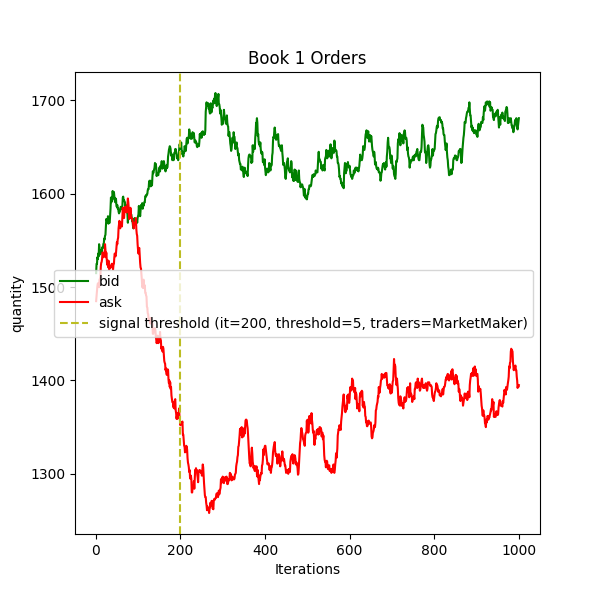 Book 1 Orders
quantity
1700
1600
1500
1400
1300
bid
ask
signal threshold (it=200, threshold=5, traders=MarketMaker)
0 200 400 600 800 1000
Iterations